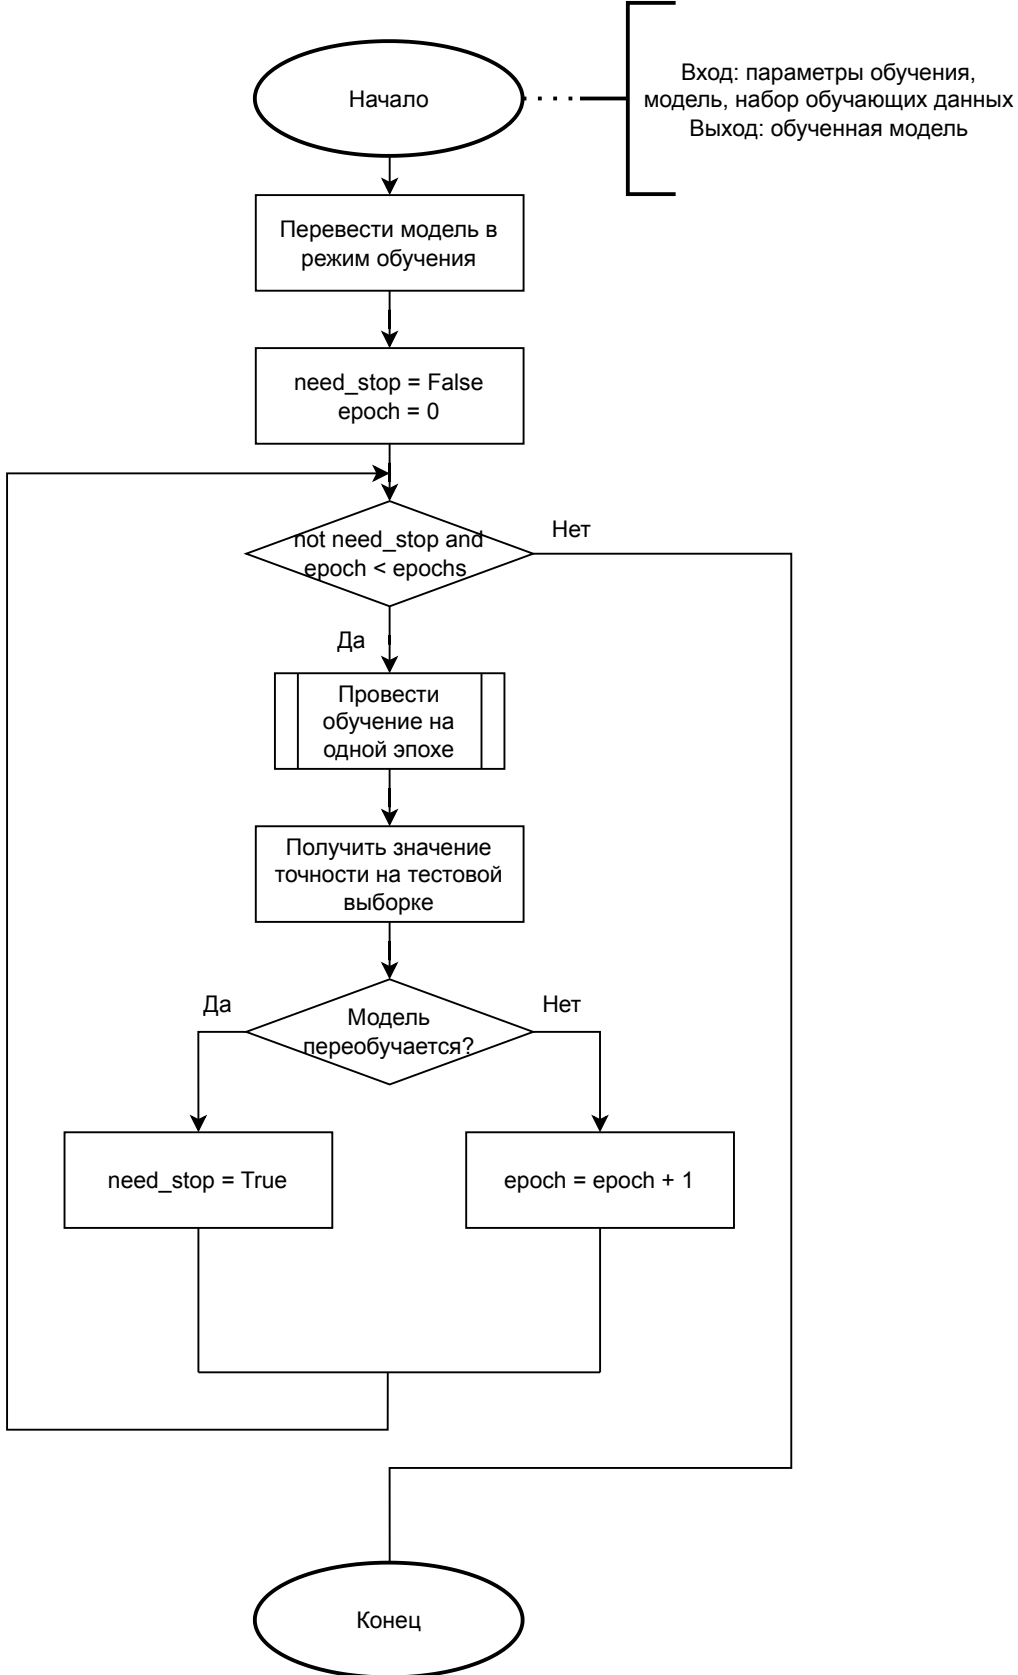 Начало
Вход: параметры обучения,
модель, набор обучающих данных
Выход: обученная модель
Перевести модель в
режим обучения
need_stop = False
epoch = 0
not need_stop and
epoch < epochs
Нет
Да
Провести
обучение на
одной эпохе
Получить значение
точности на тестовой
выборке
Да
Модель
переобучается?
Нет
need_stop = True
epoch = epoch + 1
Конец